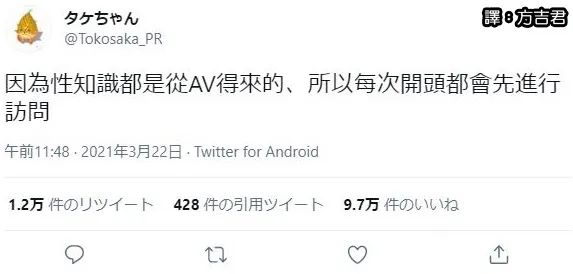 タケちゃん
@Tokosaka_PR
譯8方吉君
因為性知識都是從AV得來的、所以每次開頭都會先進行
訪問
午前11:48 · 2021年3月22日 · Twitter for Android
1.2万 件のリツイート 428 件の引用ツイート 9.7万 件のいいね